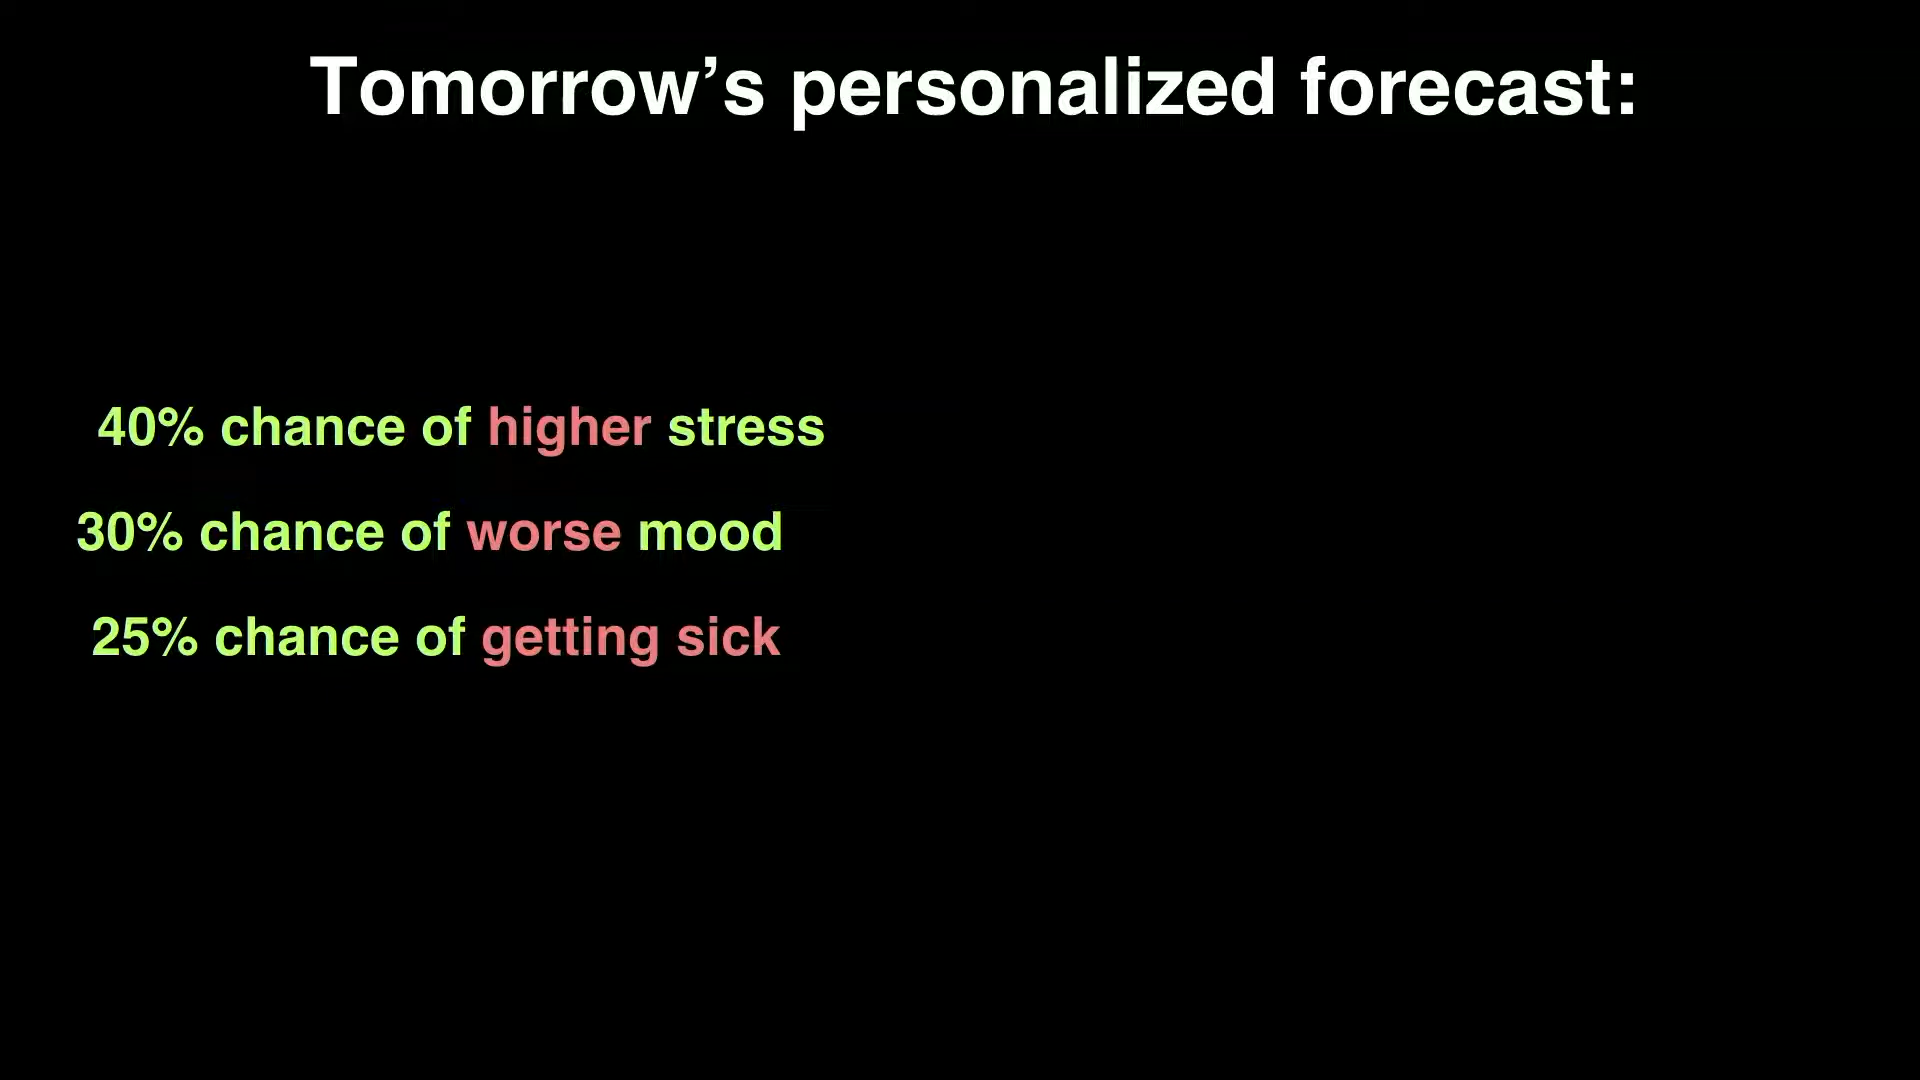 Tomorrow’s personalized forecast:
40% chance of higher stress
30% chance of worse mood
25% chance of getting sick